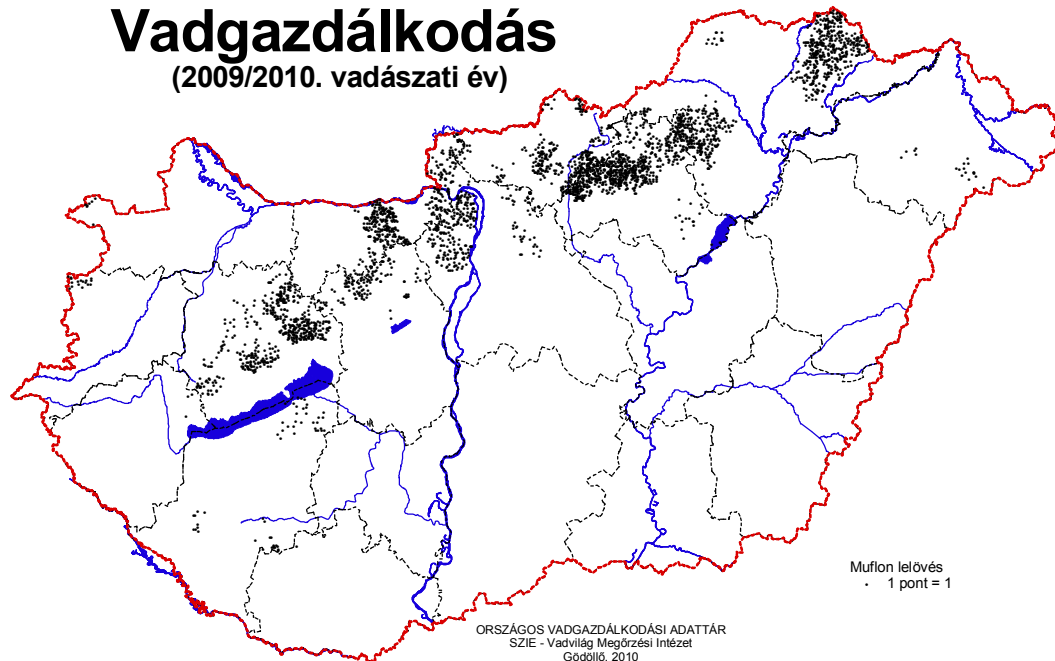 Vadgazdálkodás
(2009/2010. vadászati év)
Muflon lelövés
1 pont = 1
ORSZÁGOS VADGAZDÁLKODÁSI ADATTÁR
SZIE - Vadvilág Megőrzési Intézet
Gödöllő, 2010